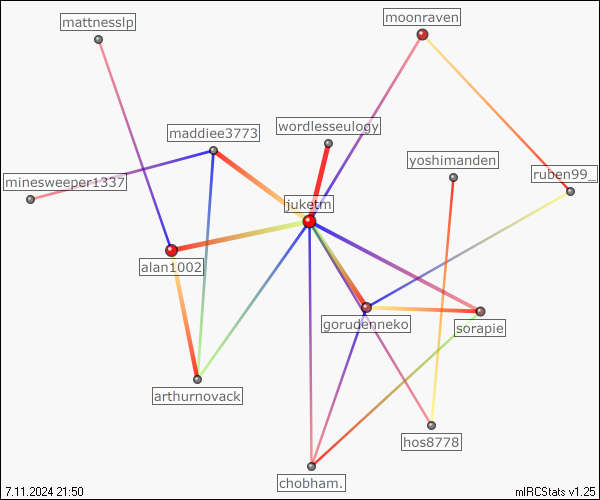 moonraven
mattnesslp
wordlesseulogy
maddiee3773
yoshimanden
ruben99_
minesweeper1337
juketm
alan1002
gorudenneko
sorapie
arthurnovack
hos8778
chobham.
7.11.2024 21:50
mIRCStats v1.25